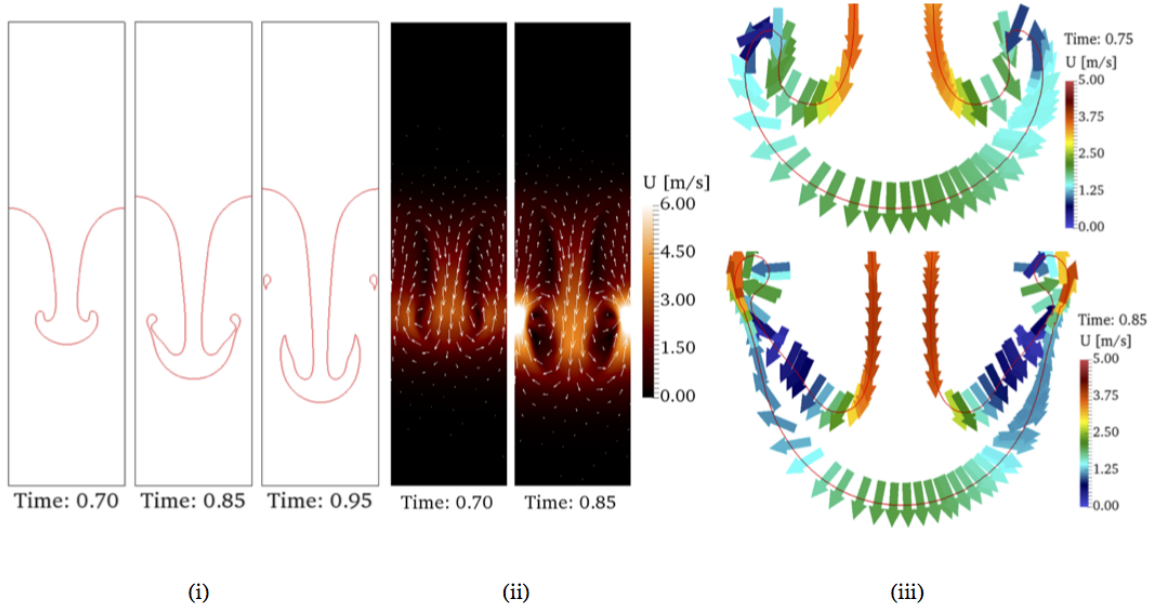 Time: 0.70
Time: 0.85
Time: 0.95
(i)
U [m/s]
6.00
4.50
3.00
1.50
0.00
Time: 0.70
Time: 0.85
(ii)
Time: 0.75
U [m/s]
5.00
3.75
2.50
1.25
0.00
Time: 0.85
U [m/s]
5.00
3.75
2.50
1.25
0.00
(iii)